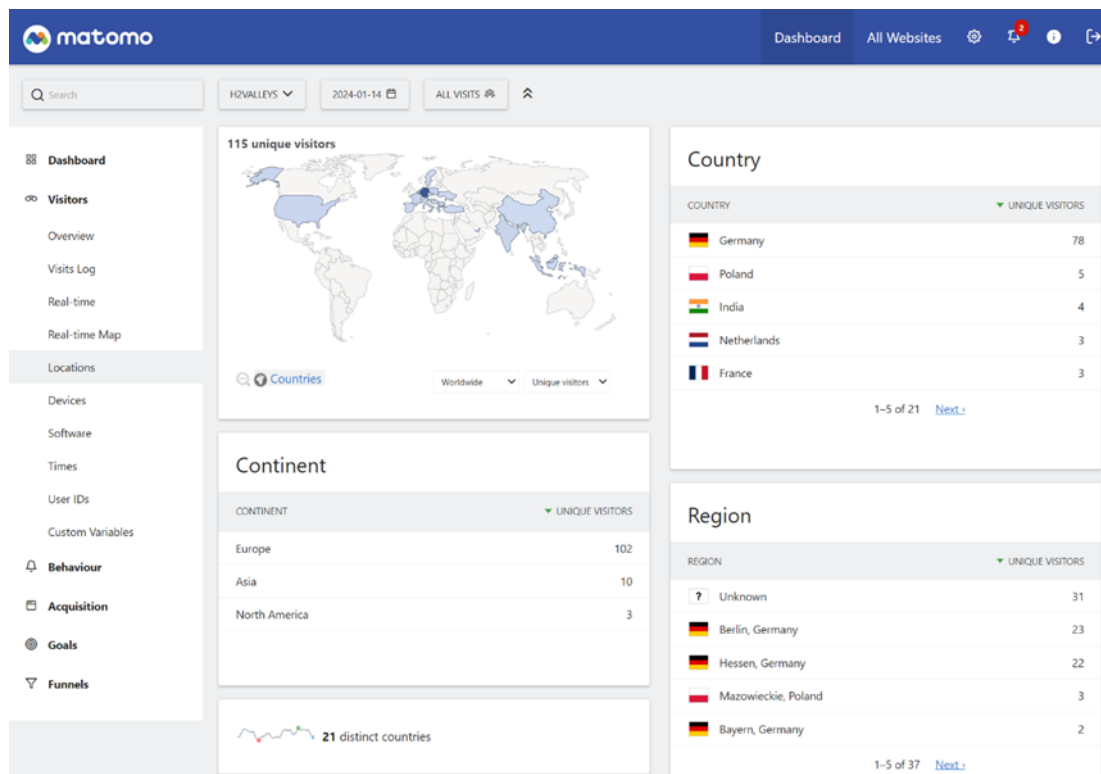 matomo
Dashboard All Websites 2
Search
H2VALLEYS 2024-01-14 ALL VISITS
Dashboard
Visitors
Overview
Visits Log
Real-time
Real-time Map
Locations
Devices
Software
Times
User IDs
Custom Variables
Behaviour
Acquisition
Goals
Funnels
115 unique visitors
Countries
Worldwide Unique visitors
Continent
CONTINENT UNIQUE VISITORS
Europe 102
Asia 10
North America 3
21 distinct countries
Country
COUNTRY UNIQUE VISITORS
Germany 78
Poland 5
India 4
Netherlands 3
France 3
1–5 of 21 Next ›
Region
REGION UNIQUE VISITORS
? Unknown 31
Berlin, Germany 23
Hessen, Germany 22
Mazowieckie, Poland 3
Bayern, Germany 2
1–5 of 37 Next ›